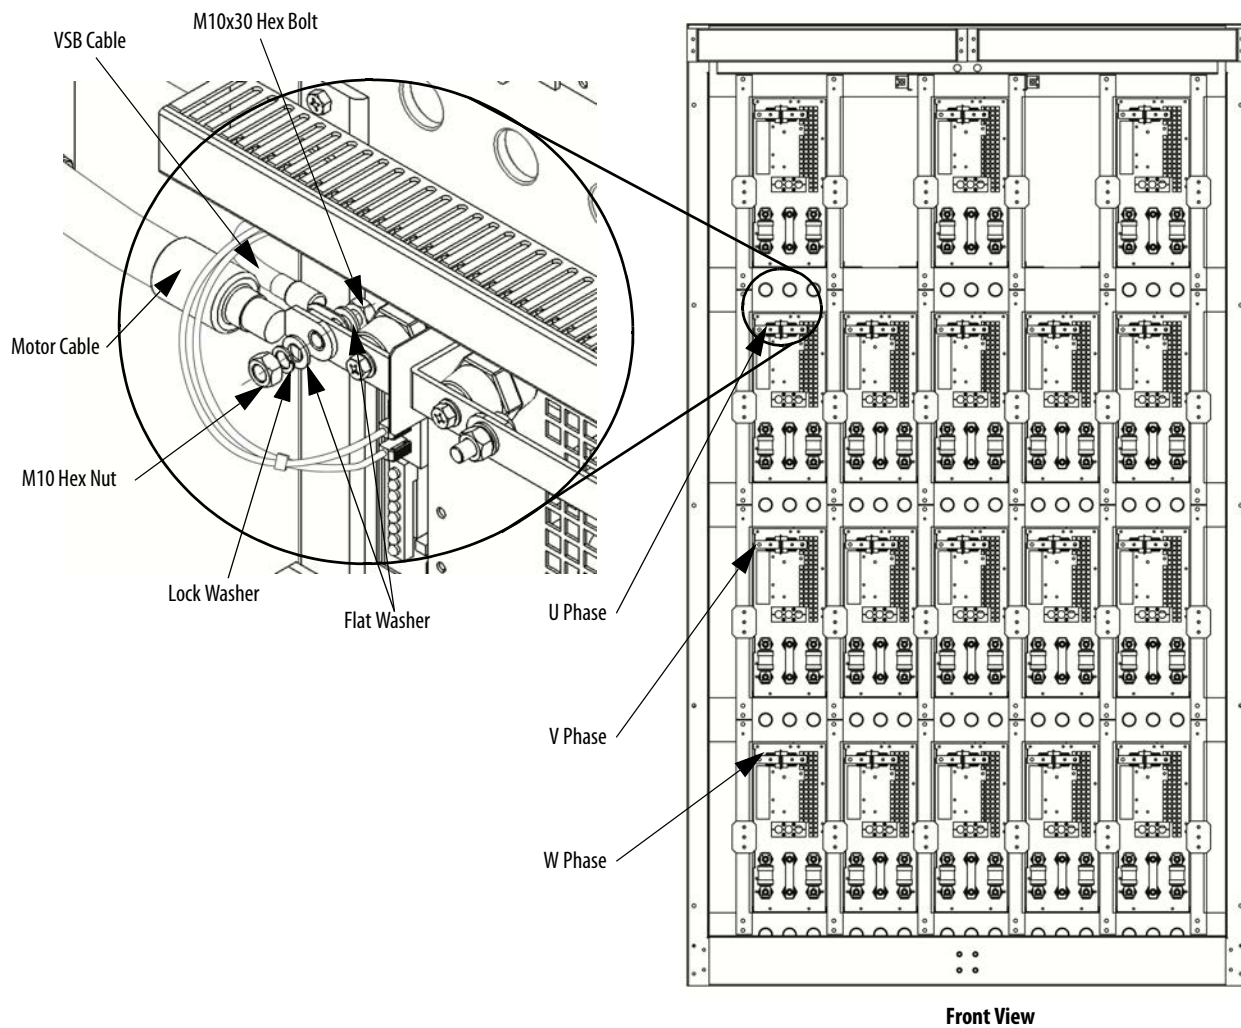 M10x30 Hex Bolt
VSB Cable
Motor Cable
M10 Hex Nut
Lock Washer
Flat Washer
U Phase
V Phase
W Phase
Front View